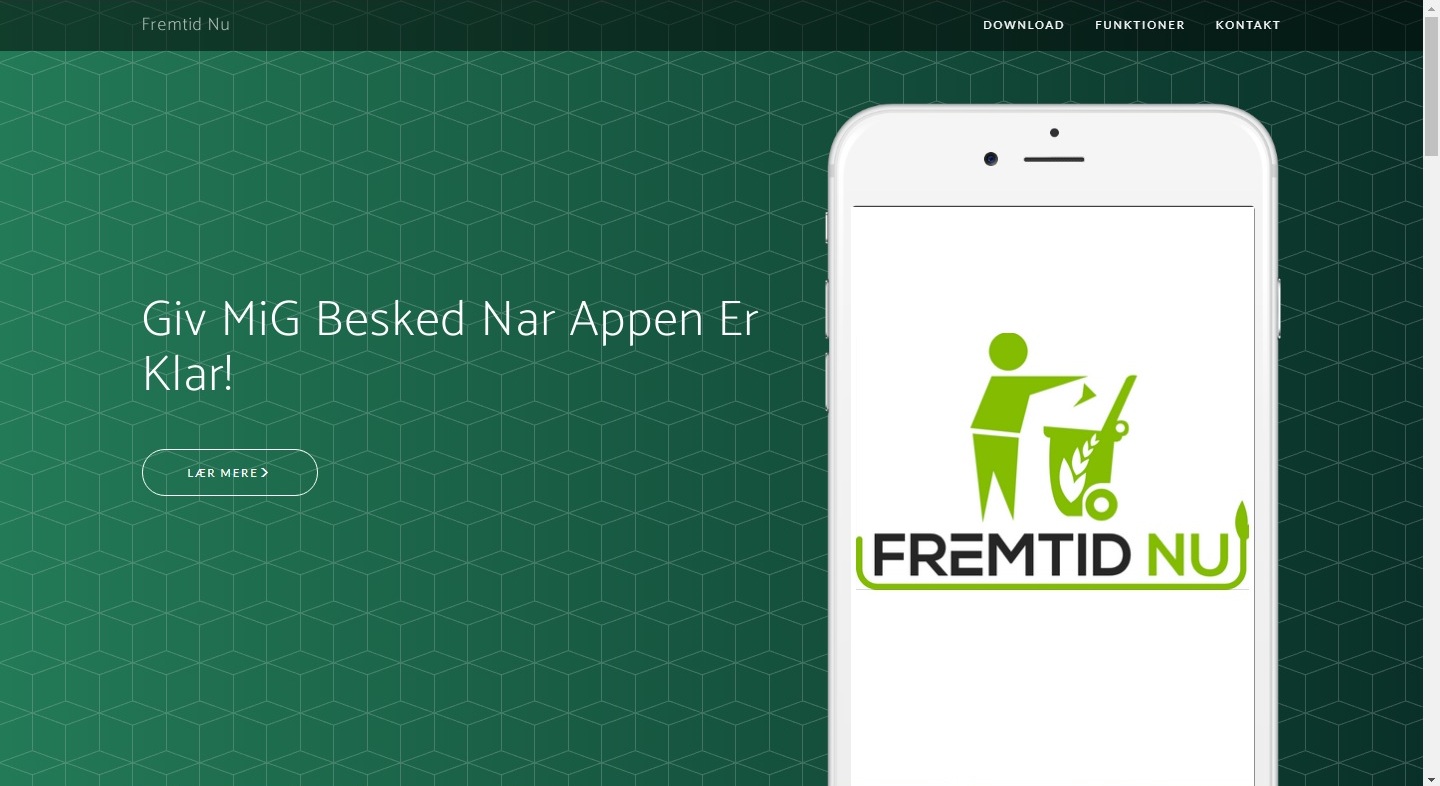 Fremtid Nu
DOWNLOAD FUNKTIONER KONTAKT
Giv MiG Besked Nar Appen Er
Klar!
LÆR MERE
FREMTID NU